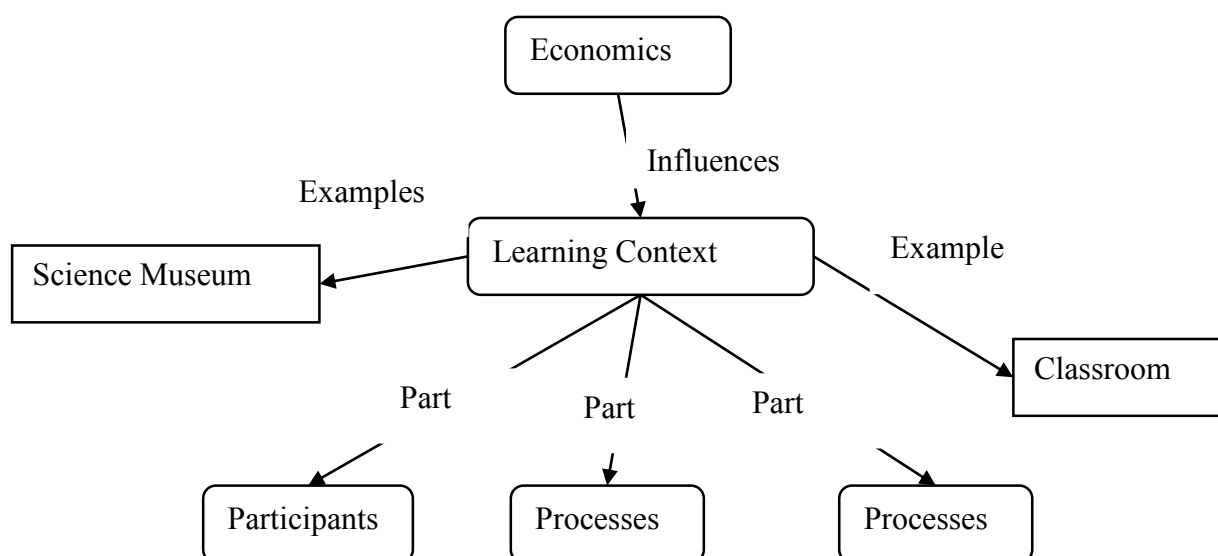 Economics
Influences
Examples
Learning Context
Example
Science Museum
Classroom
Part
Part
Part
Participants
Processes
Processes